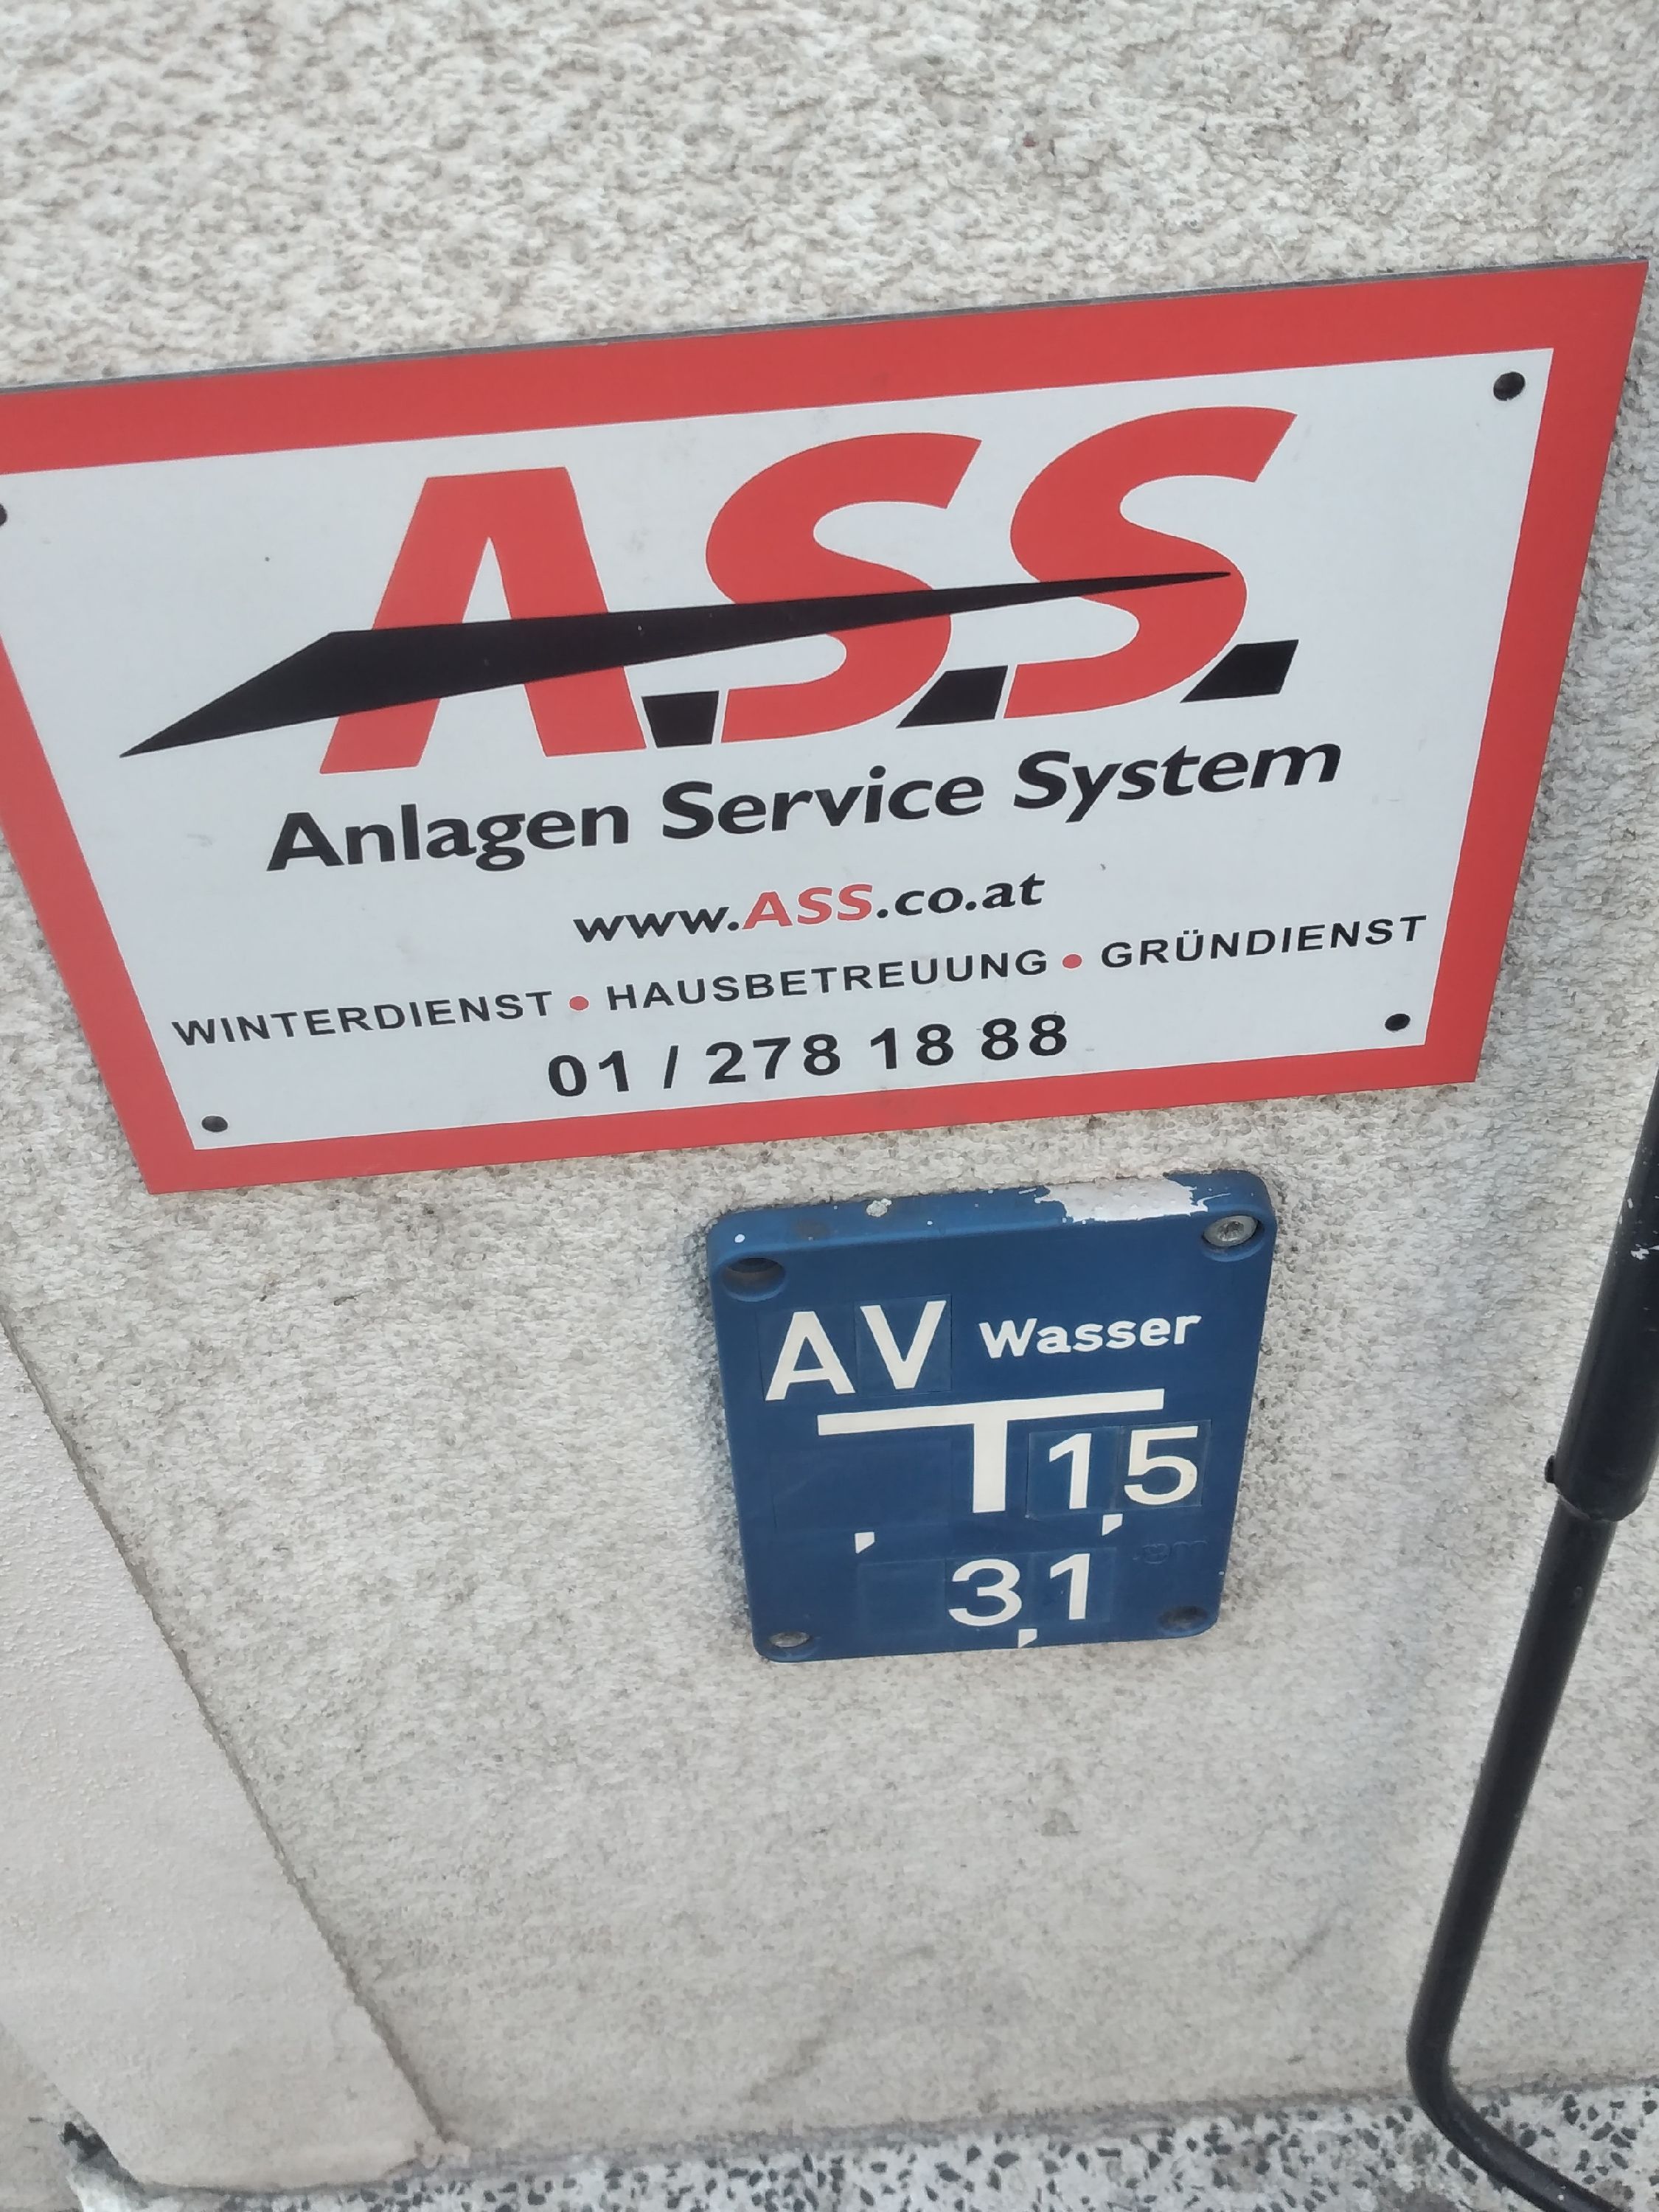 A.S.S.
Anlagen Service System
www.ASS.co.at
WINTERDIENST • HAUSBETREUUNG • GRÜNDIENST
01 / 278 18 88
AV Wasser
1,5
3,1